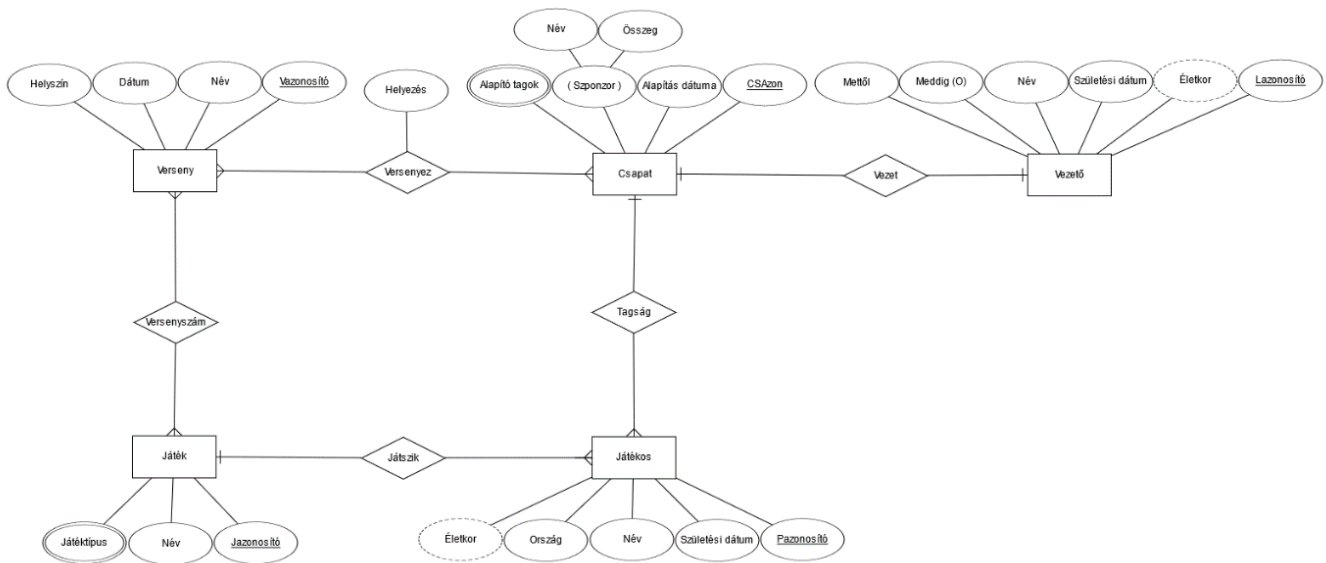 Név
Összeg
Helyszín
Dátum
Név
Vazonosító
Helyezés
Alapító tagok
( Szponzor )
Alapítás dátuma
CSAzon
Mettől
Meddig (O)
Név
Születési dátum
Életkor
Lazonosító
Verseny
Versenyez
Csapat
Vezet
Vezető
Versenyszám
Tagság
Játék
Játszik
Játékos
Játéktípus
Név
Jazonosító
Életkor
Ország
Név
Születési dátum
Pazonosító